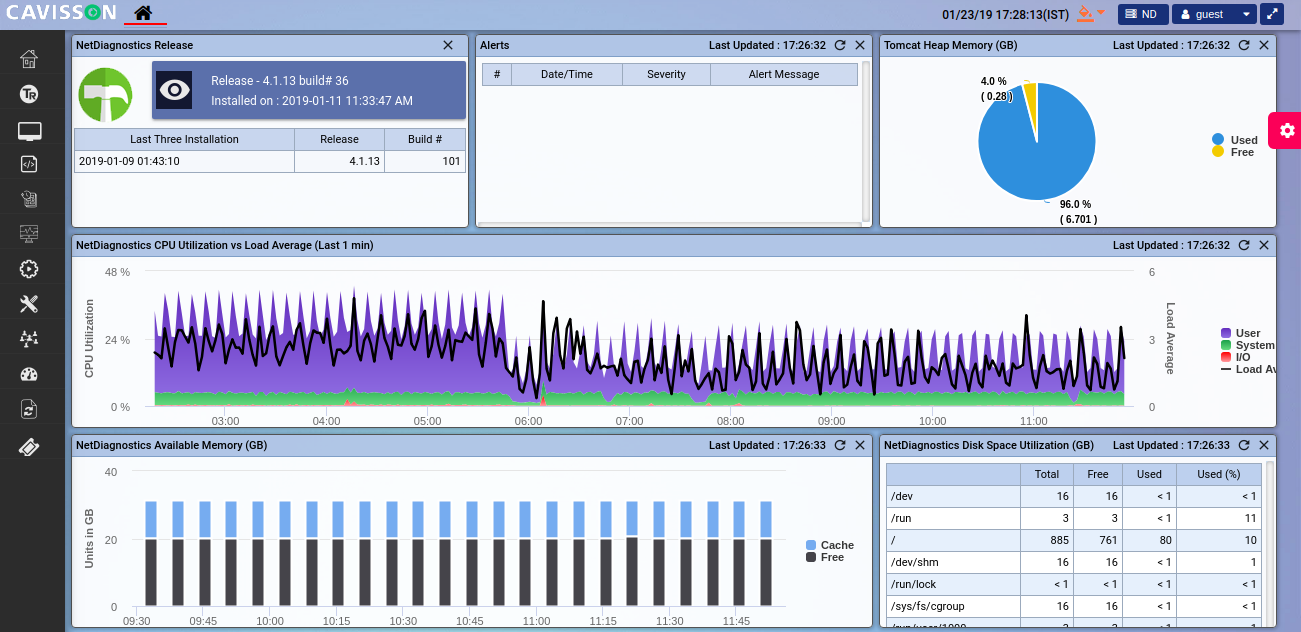 CAVISSON
01/23/19 17:28:13(IST)
ND
guest
NetDiagnostics Release
Release - 4.1.13 build# 36
Installed on : 2019-01-11 11:33:47 AM
Last Three Installation Release Build #
2019-01-09 01:43:10 4.1.13 101
Alerts Last Updated : 17:26:32
# Date/Time Severity Alert Message
Tomcat Heap Memory (GB) Last Updated : 17:26:32
4.0 %
( 0.28 )
Used
Free
96.0 %
( 6.701 )
TR
NetDiagnostics CPU Utilization vs Load Average (Last 1 min) Last Updated : 17:26:32
48 %
24 %
0 %
CPU Utilization
6
3
0
Load Average
User
System
I/O
Load Av
03:00 04:00 05:00 06:00 07:00 08:00 09:00 10:00 11:00
NetDiagnostics Available Memory (GB) Last Updated : 17:26:33
40
20
0
Units in GB
Cache
Free
09:30 09:45 10:00 10:15 10:30 10:45 11:00 11:15 11:30 11:45
NetDiagnostics Disk Space Utilization (GB) Last Updated : 17:26:33
Total Free Used Used (%)
/dev 16 16 < 1 < 1
/run 3 3 < 1 11
/ 885 761 80 10
/dev/shm 16 16 < 1 1
/run/lock < 1 < 1 < 1 < 1
/sys/fs/cgroup 16 16 < 1 < 1
/run/user/1000 3 3 < 1 1